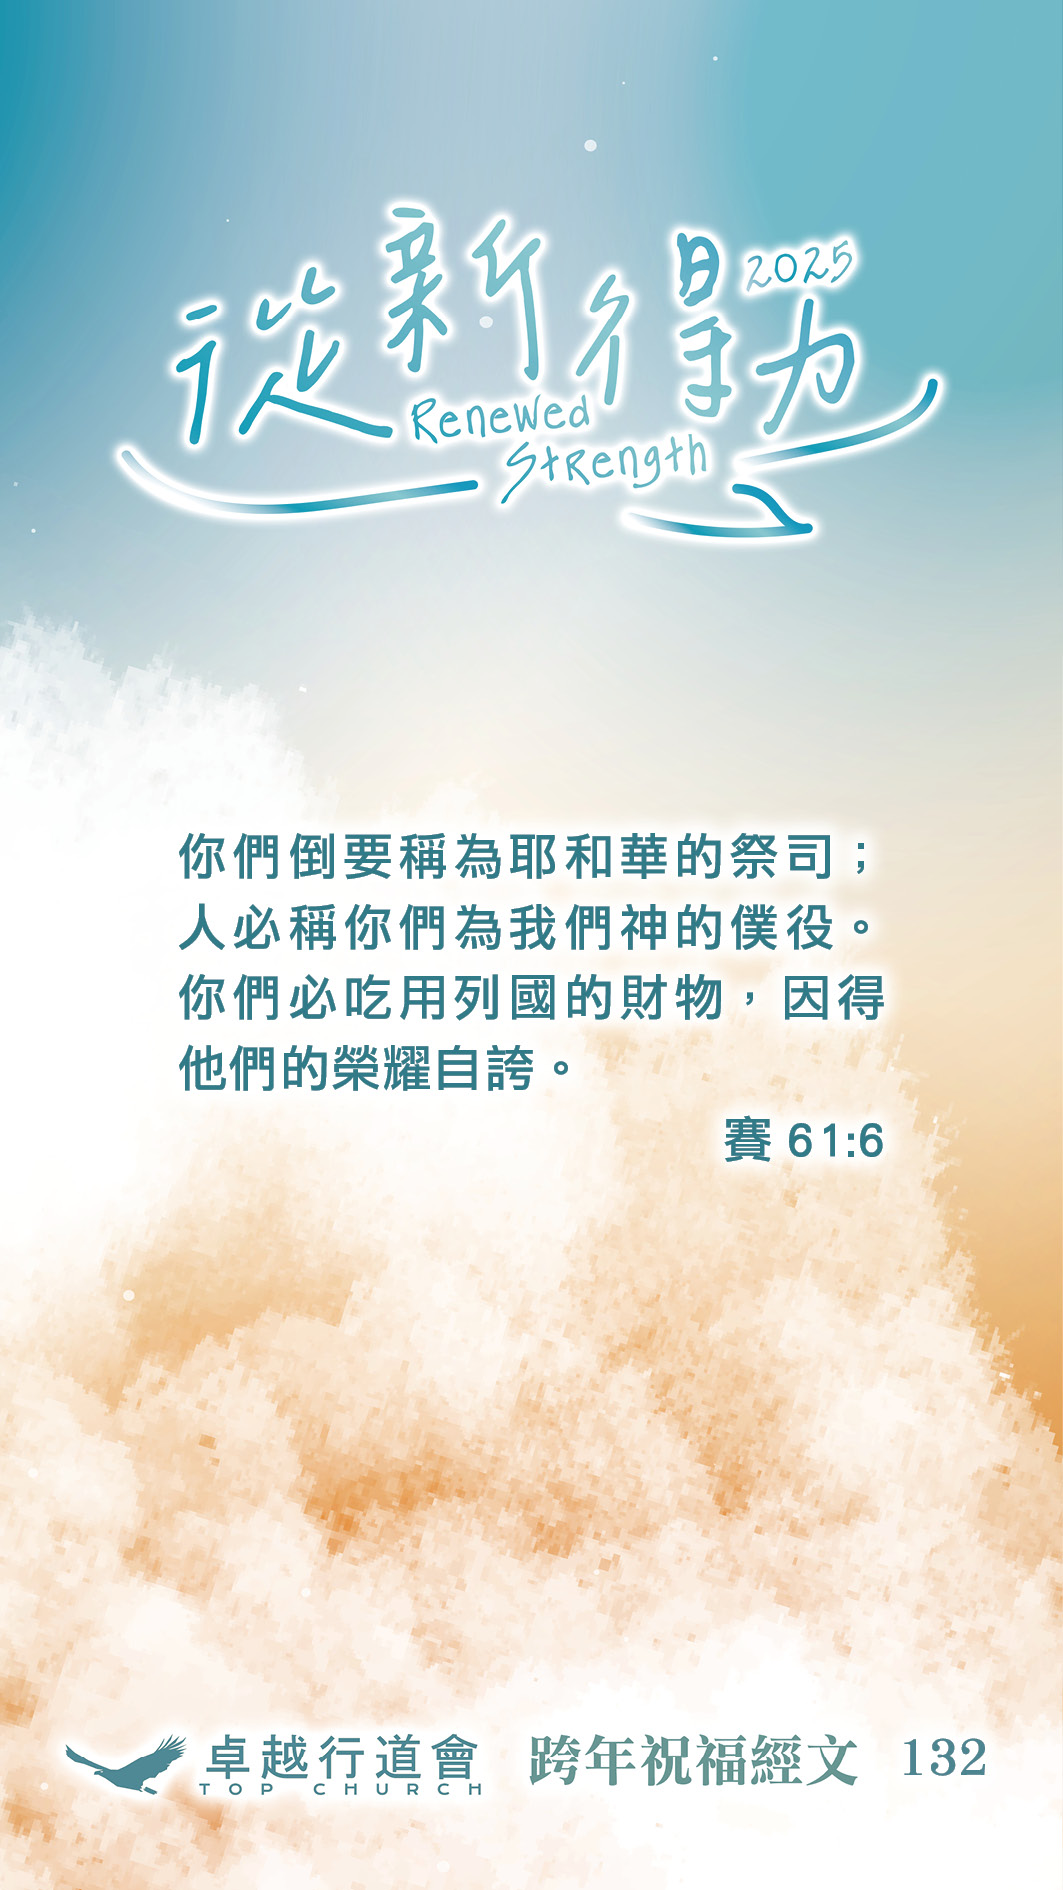 從新得力 2025
Renewed
Strength
你們倒要稱為耶和華的祭司；
人必稱你們為我們神的僕役。
你們必吃用列國的財物，因得
他們的榮耀自誇。
賽 61:6
卓越行道會 跨年祝福經文 132
TOP CHURCH